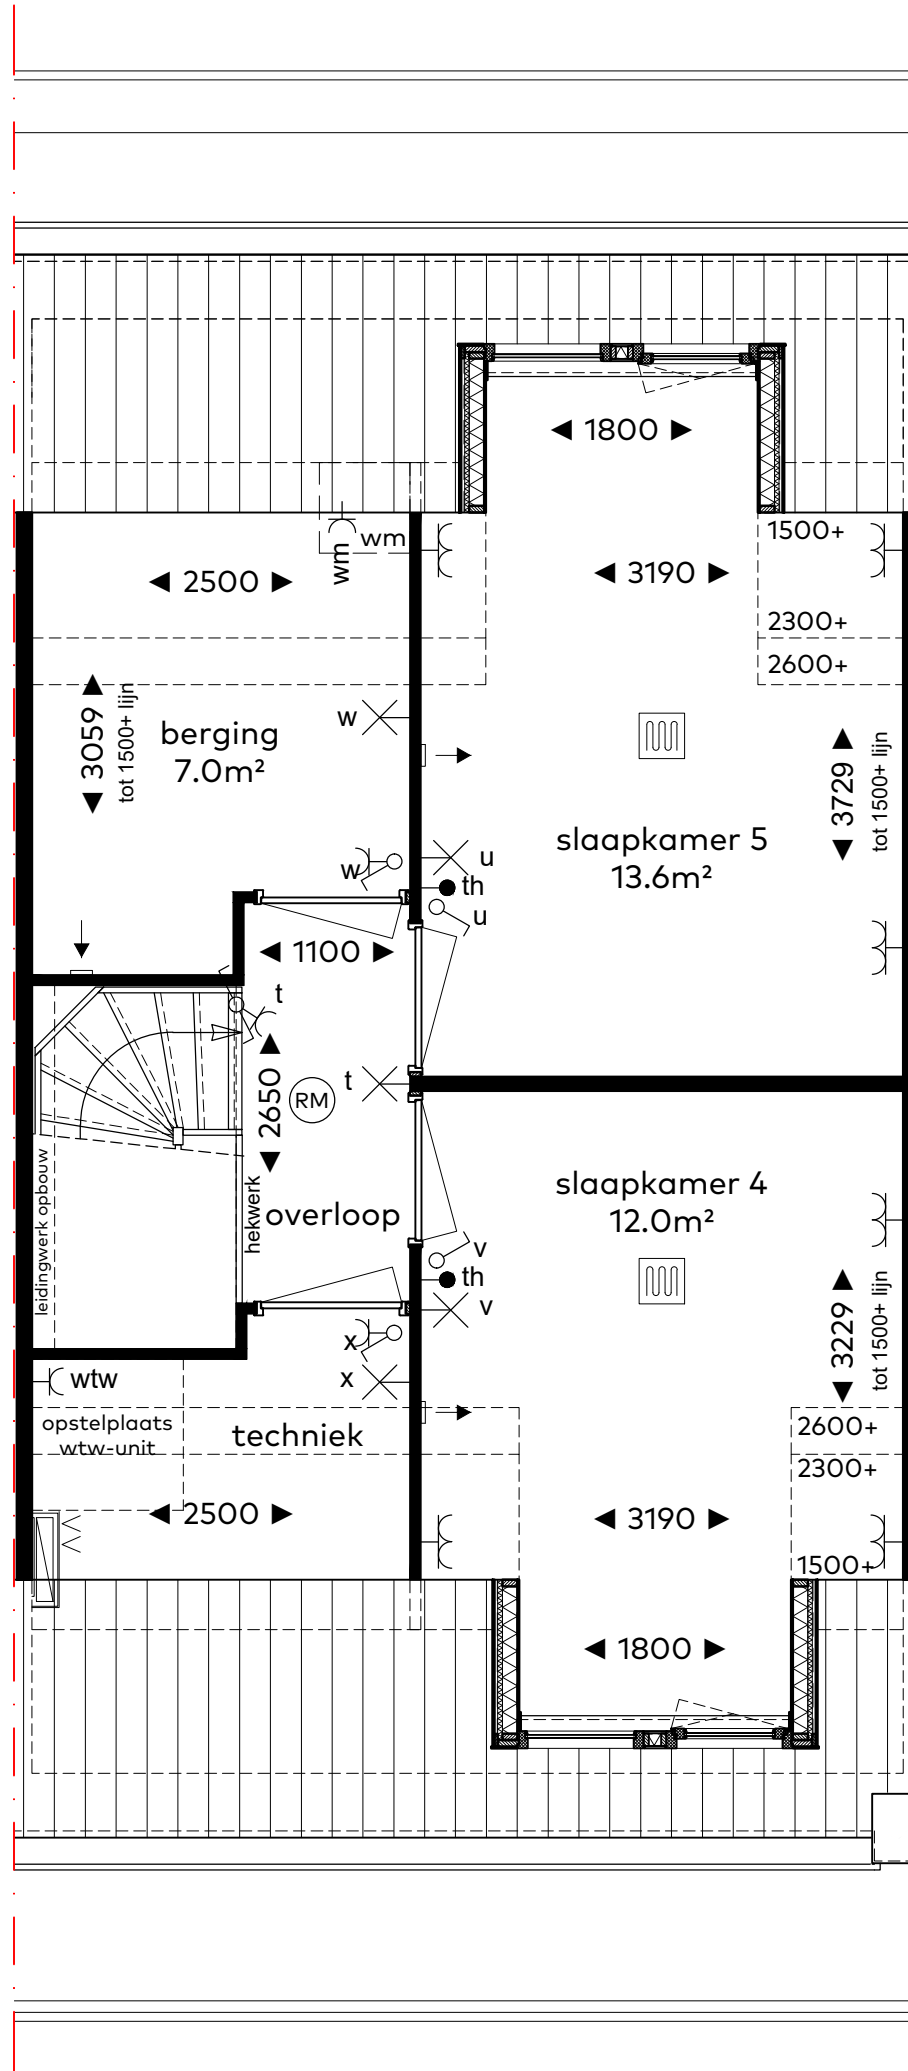 ◄ 1800 ►
1500+
wm
wm
◄ 2500 ►
◄ 3190 ►
2300+
2600+
◄ 3059 ►
tot 1500+ lijn
w
berging
7.0m²
◄ 3729 ►
tot 1500+ lijn
slaapkamer 5
13.6m²
u
w
th
u
◄ 1100 ►
t
◄ 2650 ►
t
RM
leidingwerk opbouw
hekwerk
overloop
slaapkamer 4
12.0m²
v
th
v
◄ 3229 ►
tot 1500+ lijn
x
x
wtw
opstelplaats
wtw-unit
techniek
2600+
2300+
◄ 2500 ►
◄ 3190 ►
1500+
◄ 1800 ►